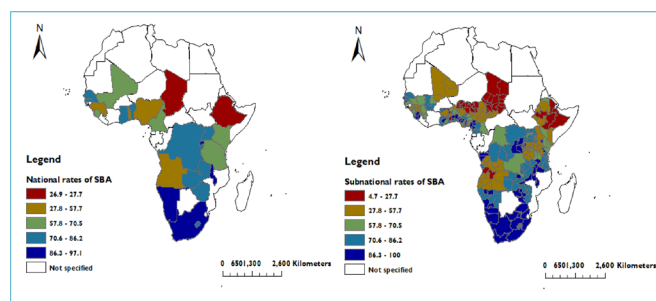 N
Legend
National rates of SBA
26.9 - 27.7
27.8 - 57.7
57.8 - 70.5
70.6 - 86.2
86.3 - 97.1
Not specified
0 6501,300 2,600 Kilometers
N
Legend
Subnational rates of SBA
4.7 - 27.7
27.8 - 57.7
57.8 - 70.5
70.6 - 86.2
86.3 - 100
Not specified
0 6501,300 2,600 Kilometers